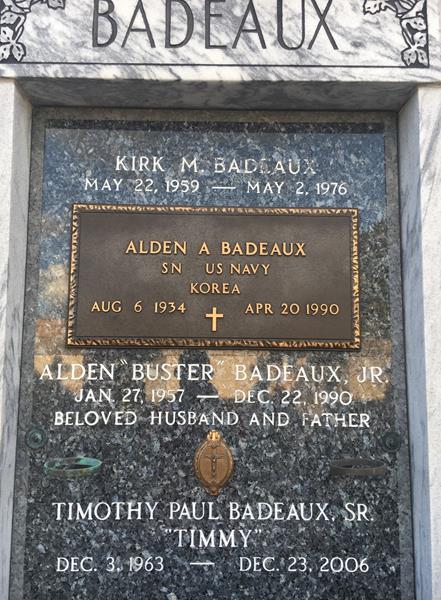 BADEAUX
KIRK M. BADEAUX
MAY 22, 1959 — MAY 2, 1976
ALDEN A BADEAUX
SN US NAVY
KOREA
AUG 6 1934 APR 20 1990
ALDEN "BUSTER" BADEAUX, JR.
JAN. 27, 1957 — DEC. 22, 1990
BELOVED HUSBAND AND FATHER
TIMOTHY PAUL BADEAUX, SR.
"TIMMY"
DEC. 3, 1963 — DEC. 23, 2006